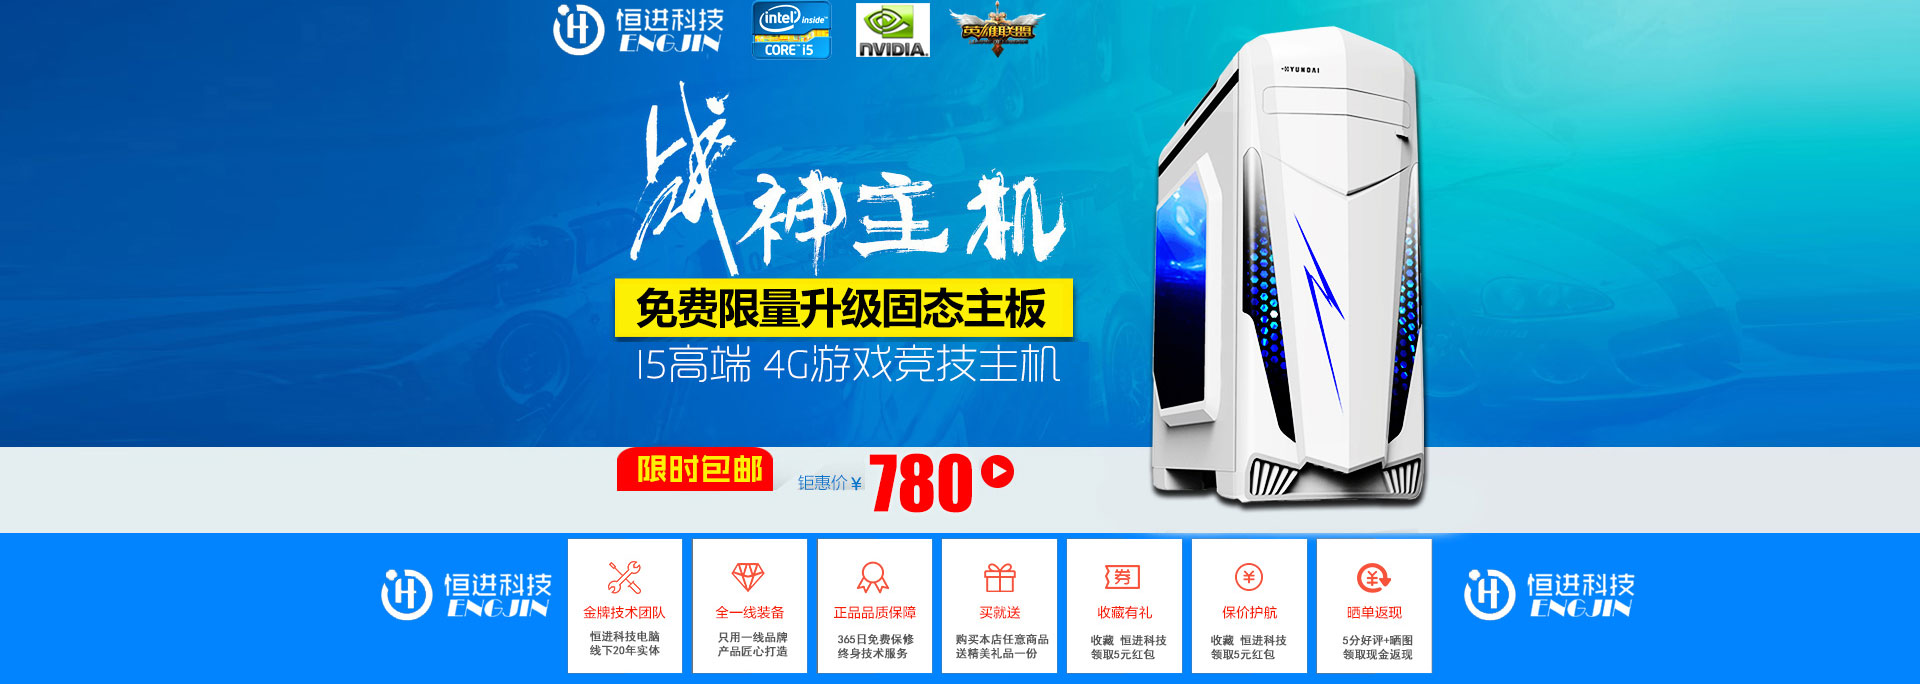 恒进科技
ENGJIN
intel inside
CORE i5
NVIDIA.
英雄联盟
HYUNDAI
战神主机
免费限量升级固态主板
I5高端 4G游戏竞技主机
限时包邮
钜惠价¥780
恒进科技
ENGJIN
金牌技术团队
恒进科技电脑
线下20年实体
全一线装备
只用一线品牌
产品匠心打造
正品品质保障
365日免费保修
终身技术服务
买就送
购买本店任意商品
送精美礼品一份
券
收藏有礼
收藏 恒进科技
领取5元红包
¥
保价护航
收藏 恒进科技
领取5元红包
¥
晒单返现
5分好评+晒图
领取现金返现
恒进科技
ENGJIN